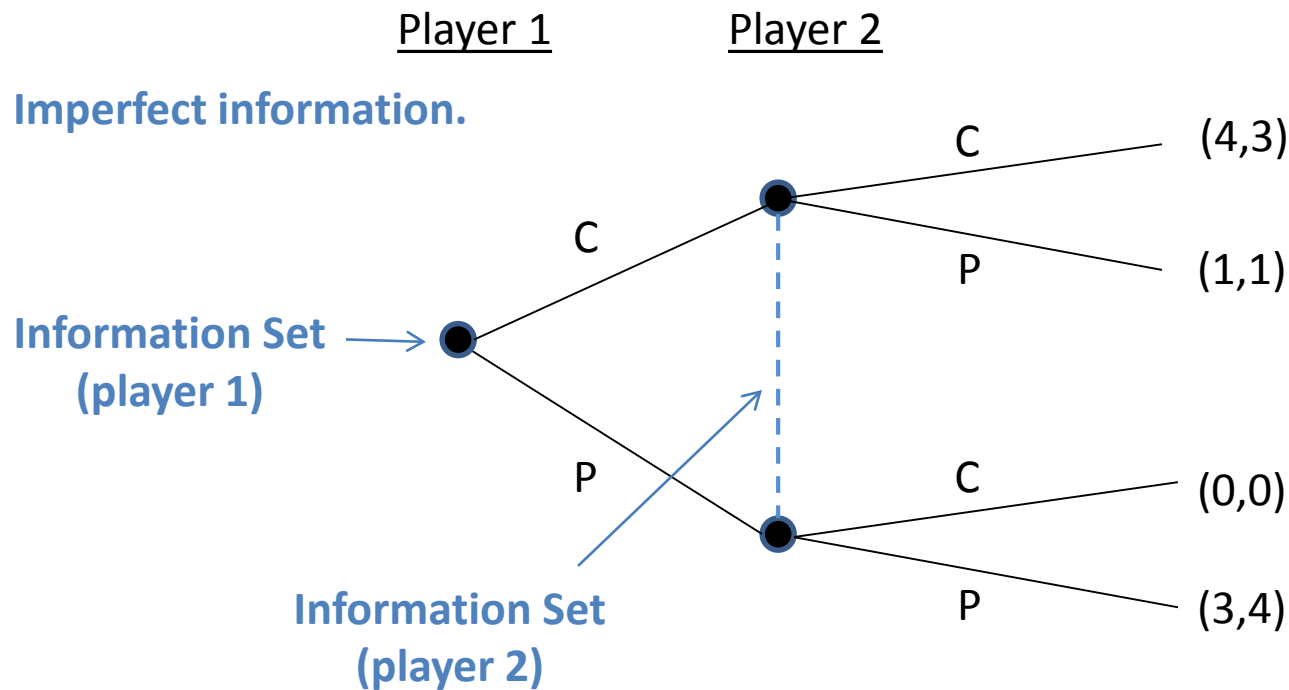 Player 1
Player 2
Imperfect information.
C
(4,3)
C
P
(1,1)
Information Set
(player 1)
P
C
(0,0)
P
(3,4)
Information Set
(player 2)